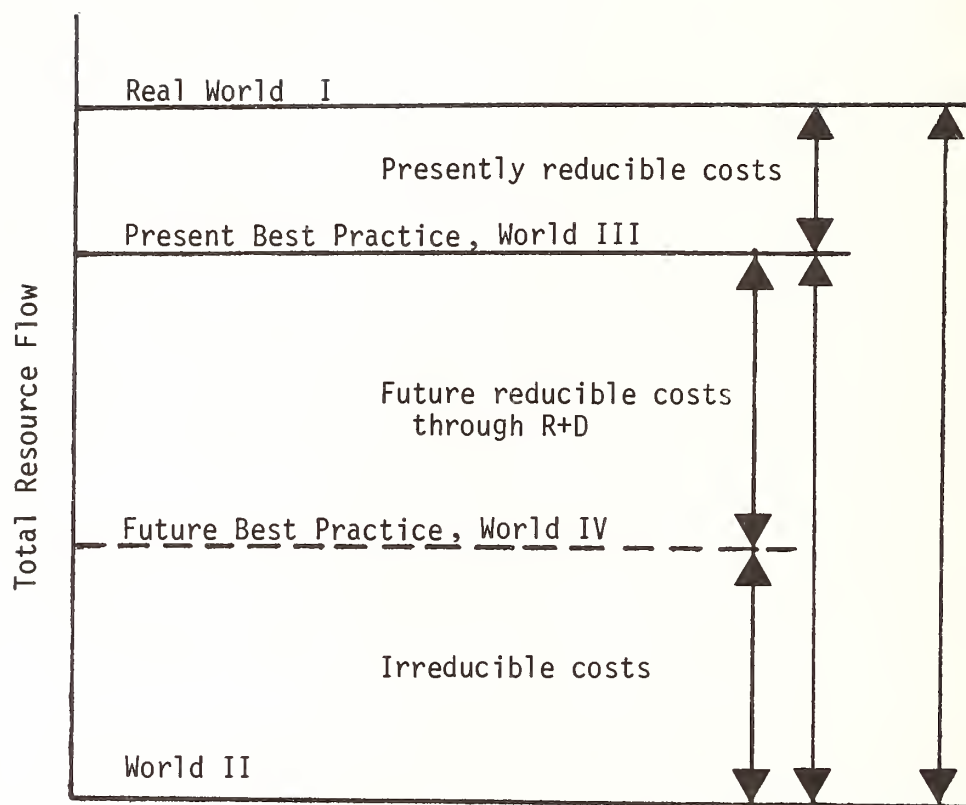 Real World I
Presently reducible costs
Present Best Practice, World III
Total Resource Flow
Future reducible costs
through R+D
Future Best Practice, World IV
Irreducible costs
World II